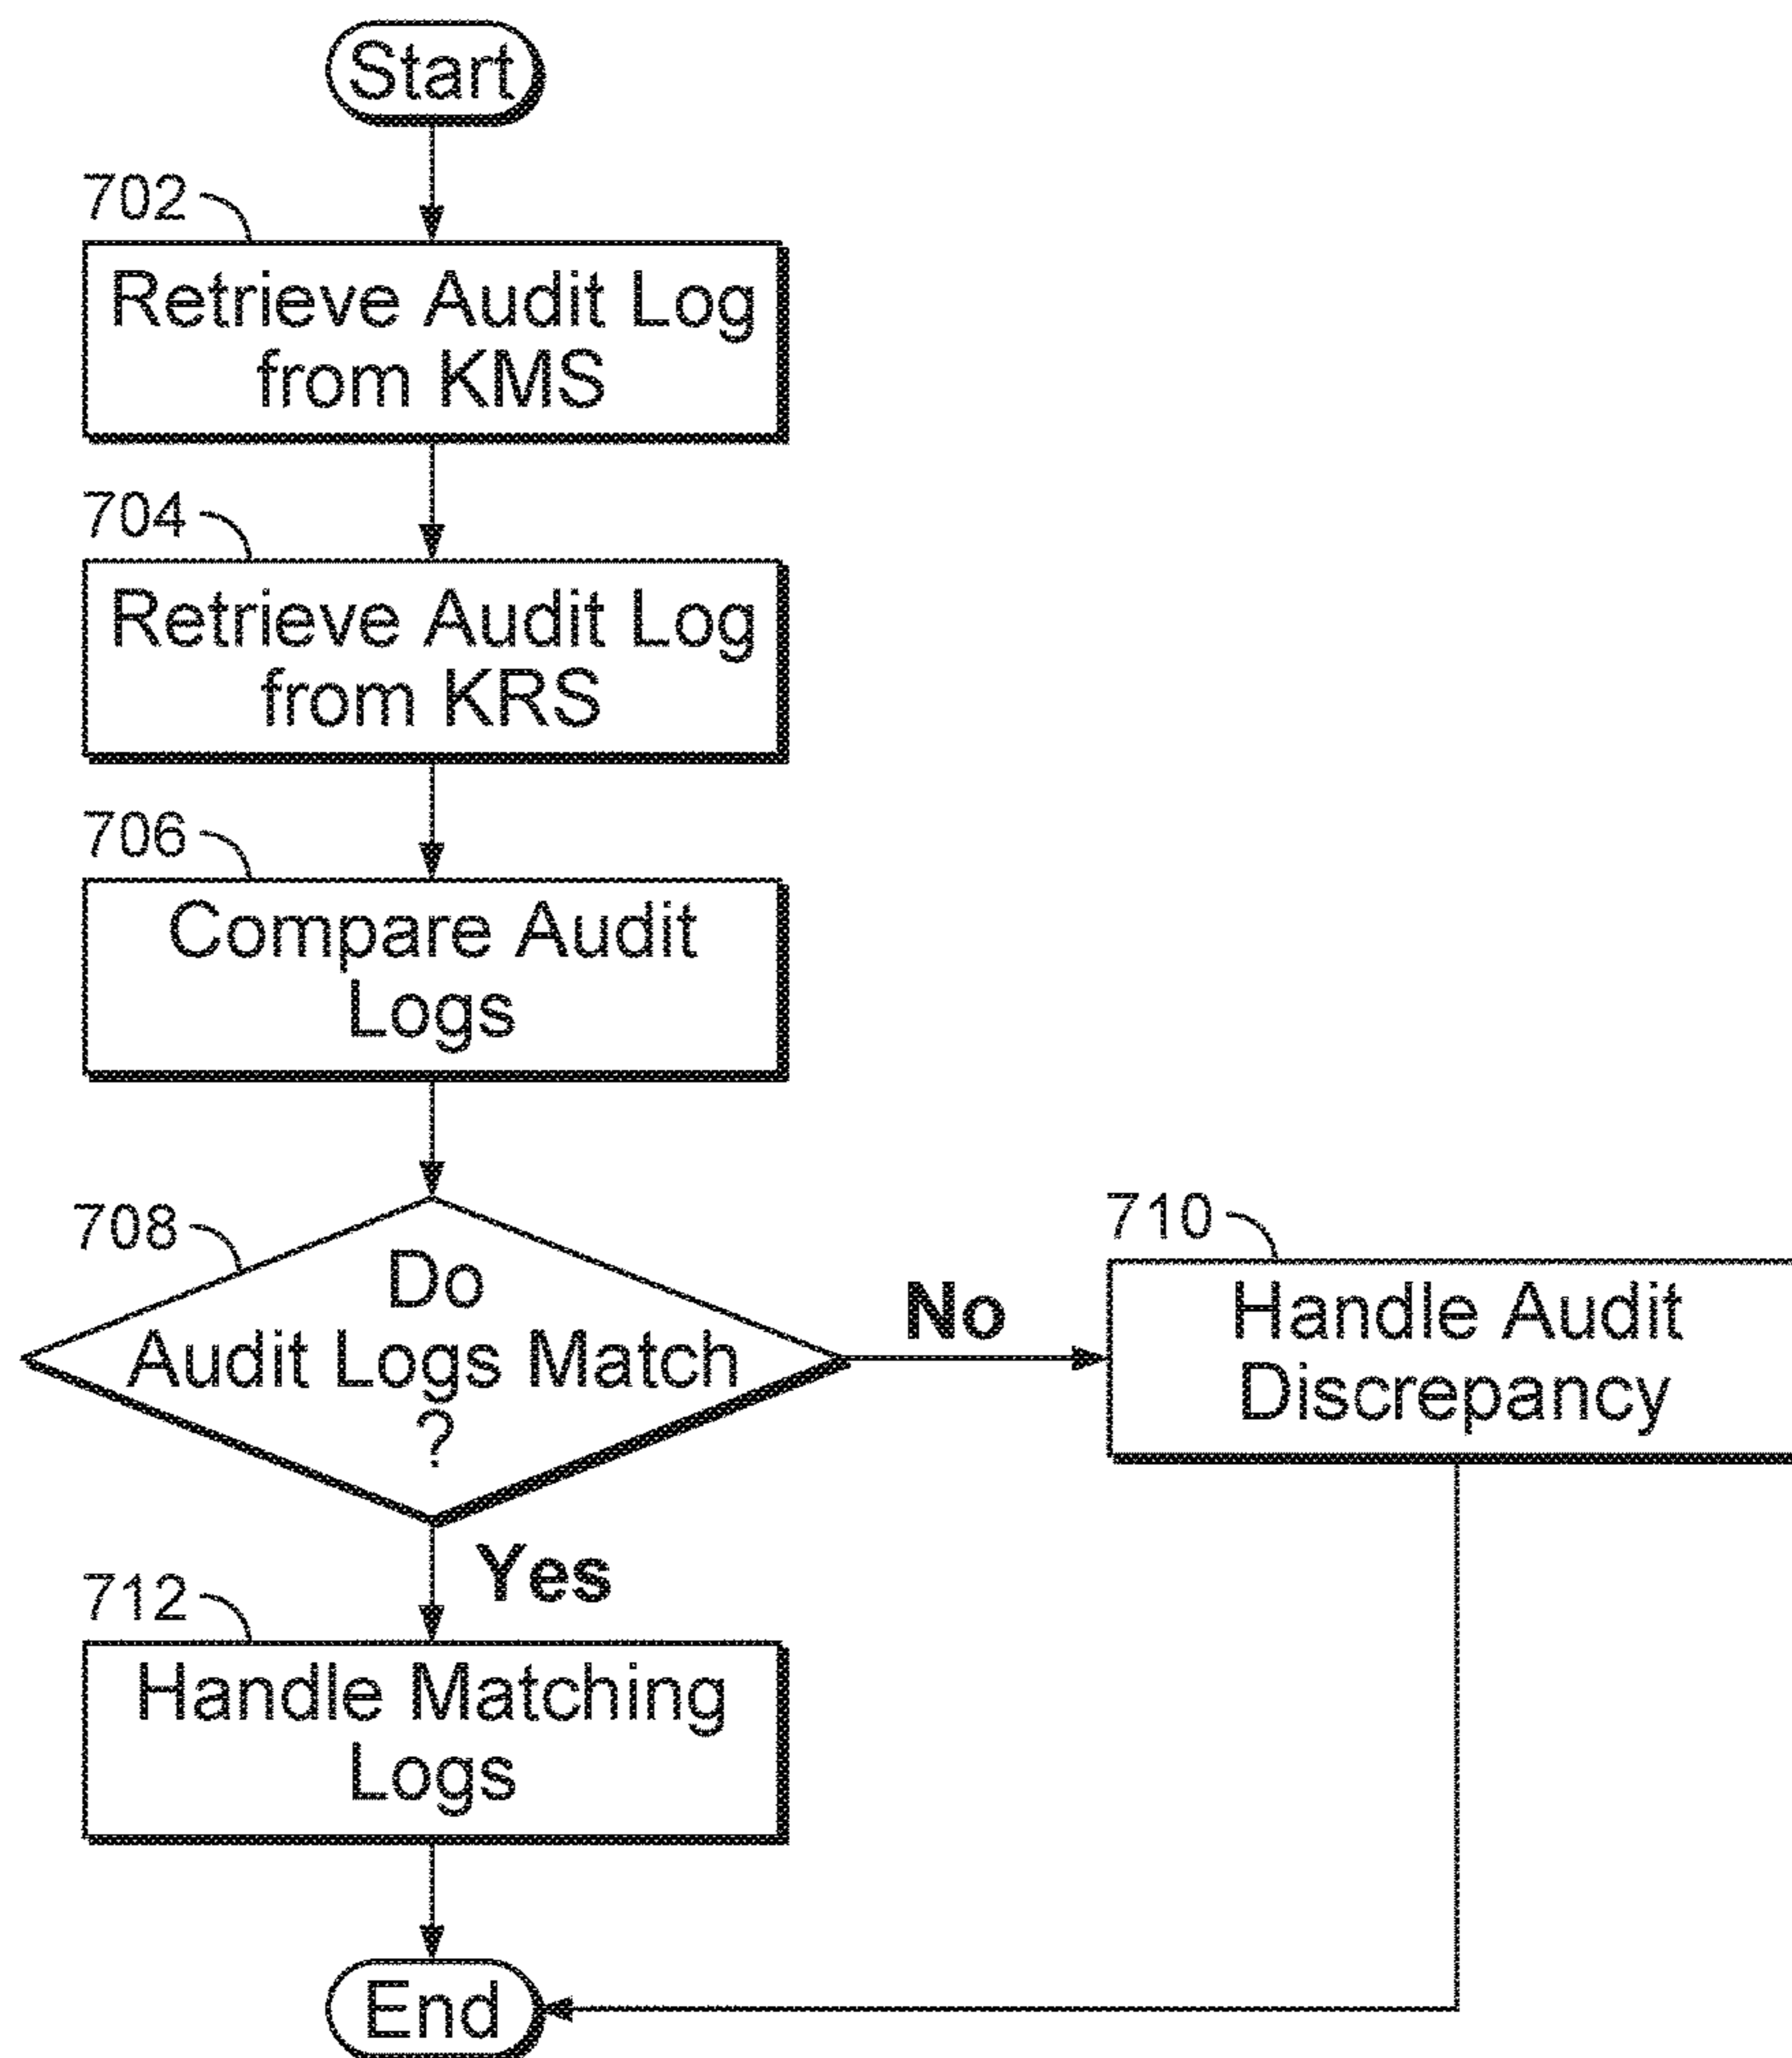 Start
702
Retrieve Audit Log
from KMS
704
Retrieve Audit Log
from KRS
706
Compare Audit
Logs
708
Do
Audit Logs Match
?
No
710
Handle Audit
Discrepancy
Yes
712
Handle Matching
Logs
End